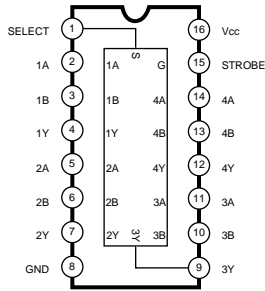 SELECT 1 16 Vcc
S
1A 2 1A G 15 STROBE
1B 3 1B 4A 14 4A
1Y 4 1Y 4B 13 4B
2A 5 2A 4Y 12 4Y
2B 6 2B 3A 11 3A
2Y 7 2Y 3Y 3B 10 3B
GND 8 9 3Y